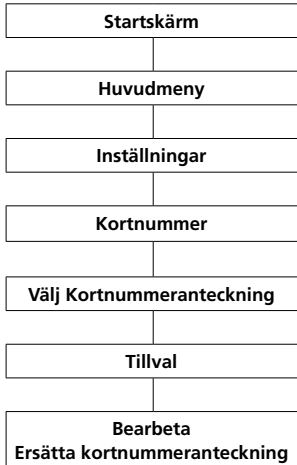 Startskärm
Huvudmeny
Inställningar
Kortnummer
Välj Kortnummeranteckning
Tillval
Bearbeta
Ersätta kortnummeranteckning